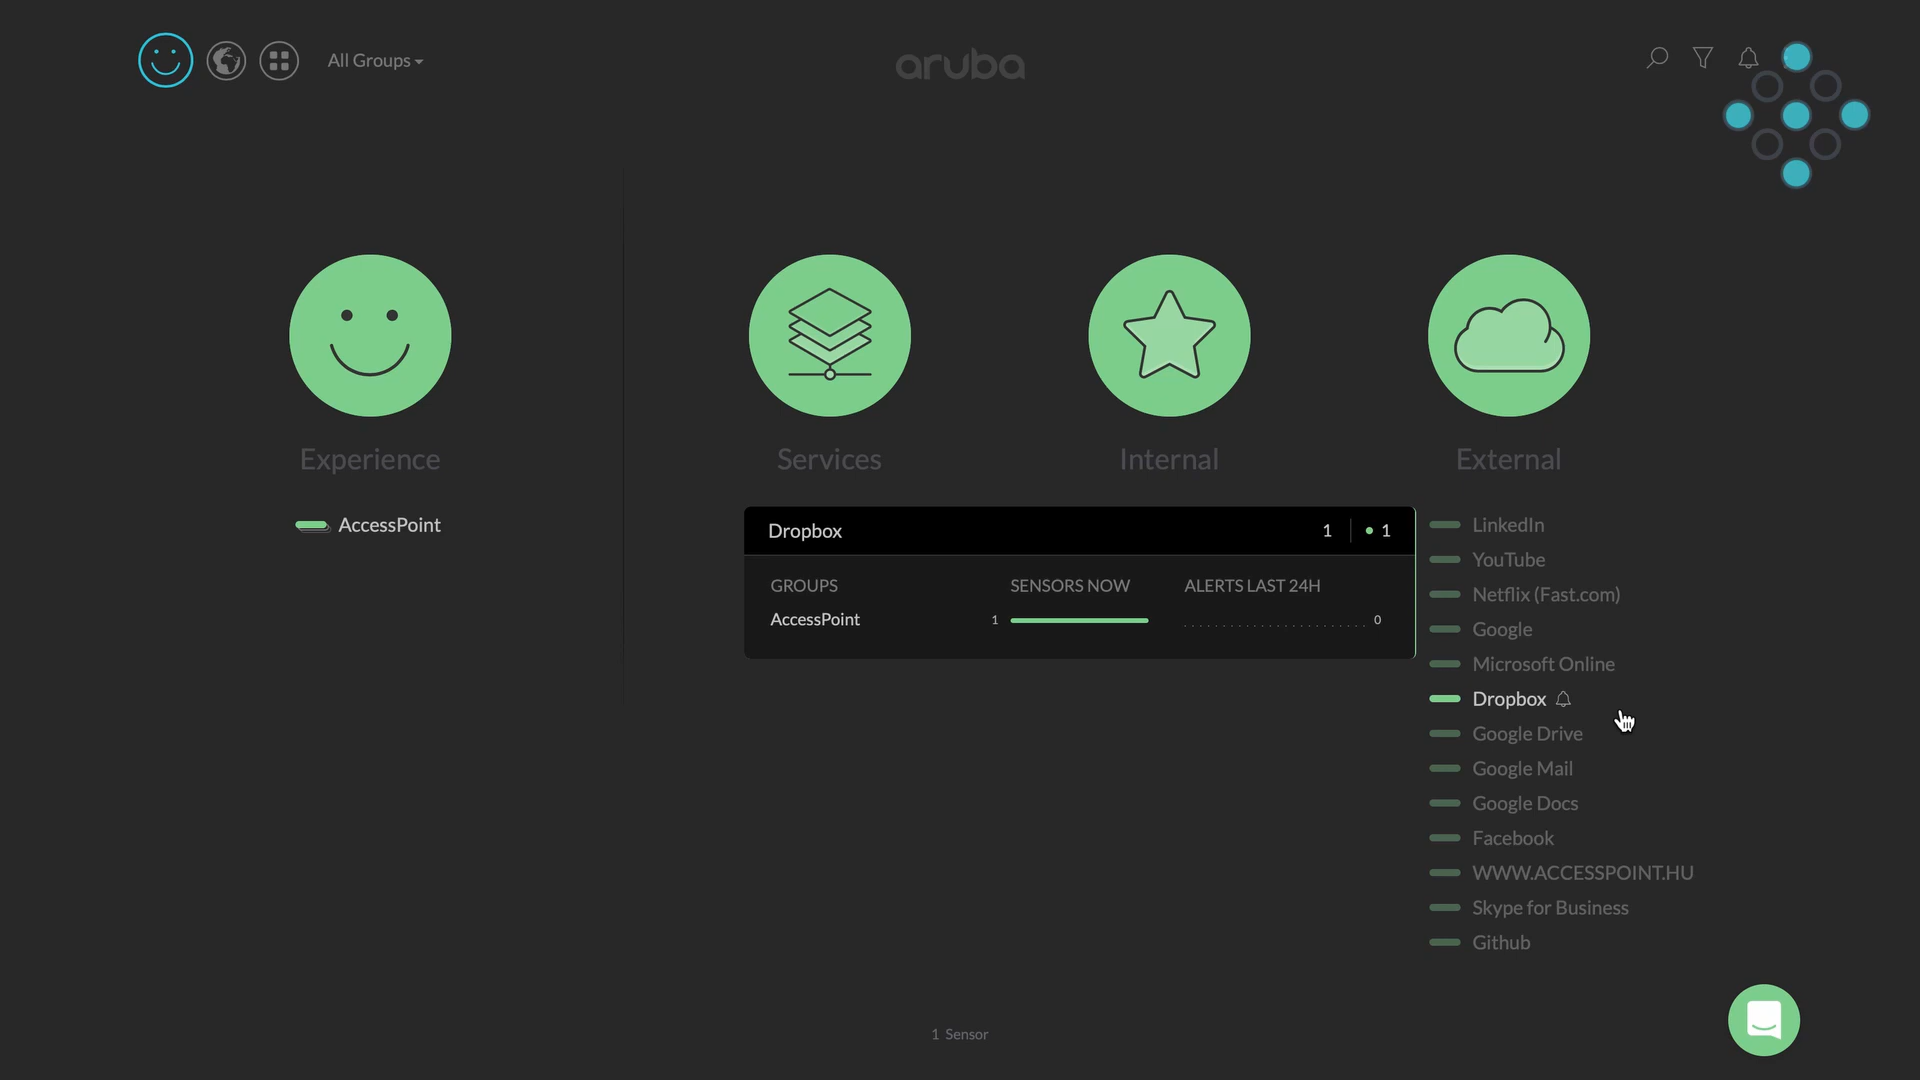 All Groups
aruba
Experience
Services
Internal
External
AccessPoint
Dropbox 1 1
GROUPS SENSORS NOW ALERTS LAST 24H
AccessPoint 1 0
LinkedIn
YouTube
Netflix (Fast.com)
Google
Microsoft Online
Dropbox
Google Drive
Google Mail
Google Docs
Facebook
WWW.ACCESSPOINT.HU
Skype for Business
Github
1 Sensor